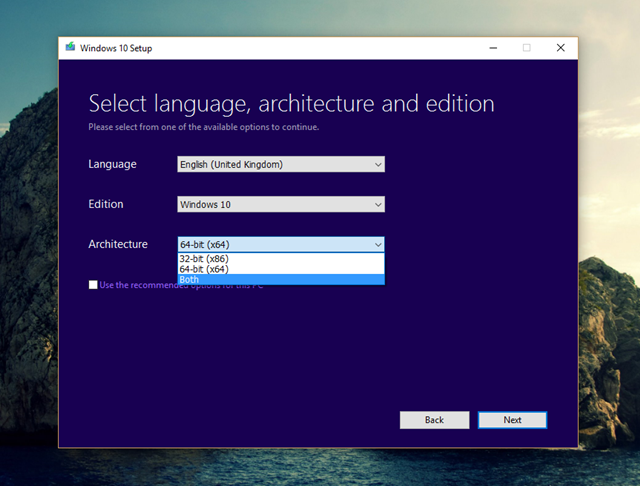 Windows 10 Setup
Select language, architecture and edition
Please select from one of the available options to continue.
Language
English (United Kingdom)
Edition
Windows 10
Architecture
64-bit (x64)
32-bit (x86)
64-bit (x64)
Both
Use the recommended options for this PC
Back
Next